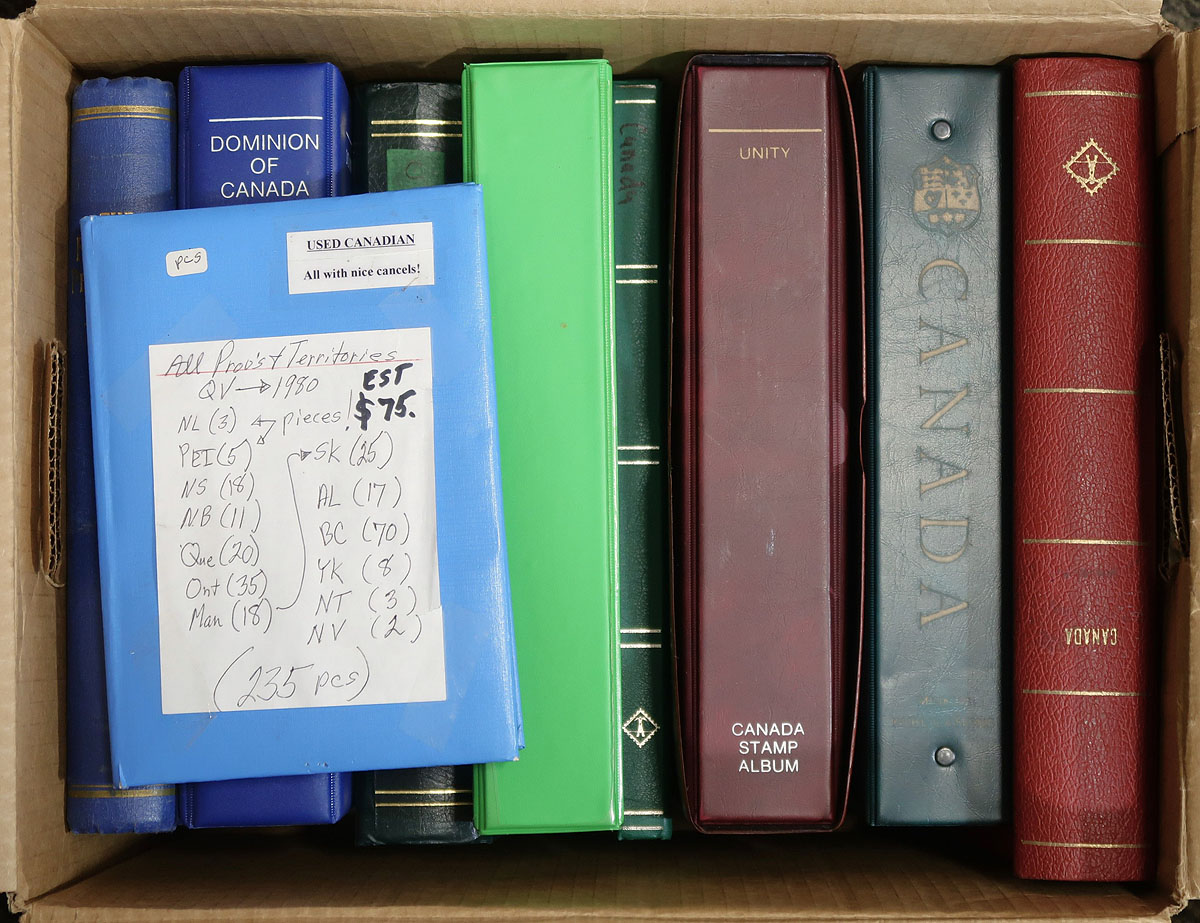 DOMINION
OF
CANADA
C
Canada
UNITY
CANADA
STAMP
ALBUM
CANADA
CANADA
pcs
USED CANADIAN
All with nice cancels!
All Prov's & Territories
QV → 1980
EST
$75.
NL (3) pieces!
PEI (5)
NS (18)
NB (11)
Que (20)
Ont (35)
Man (18)
SK (25)
AL (17)
BC (70)
YK (8)
NT (3)
NV (2)
(235 pcs)